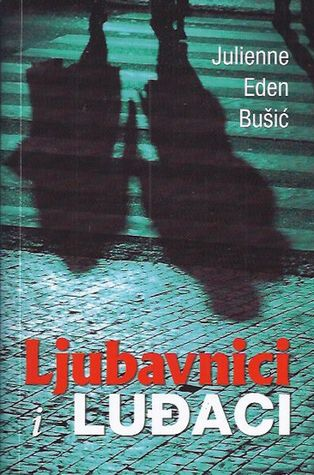 Julienne
Eden
Bušić
Ljubavnici
i LUĐACI